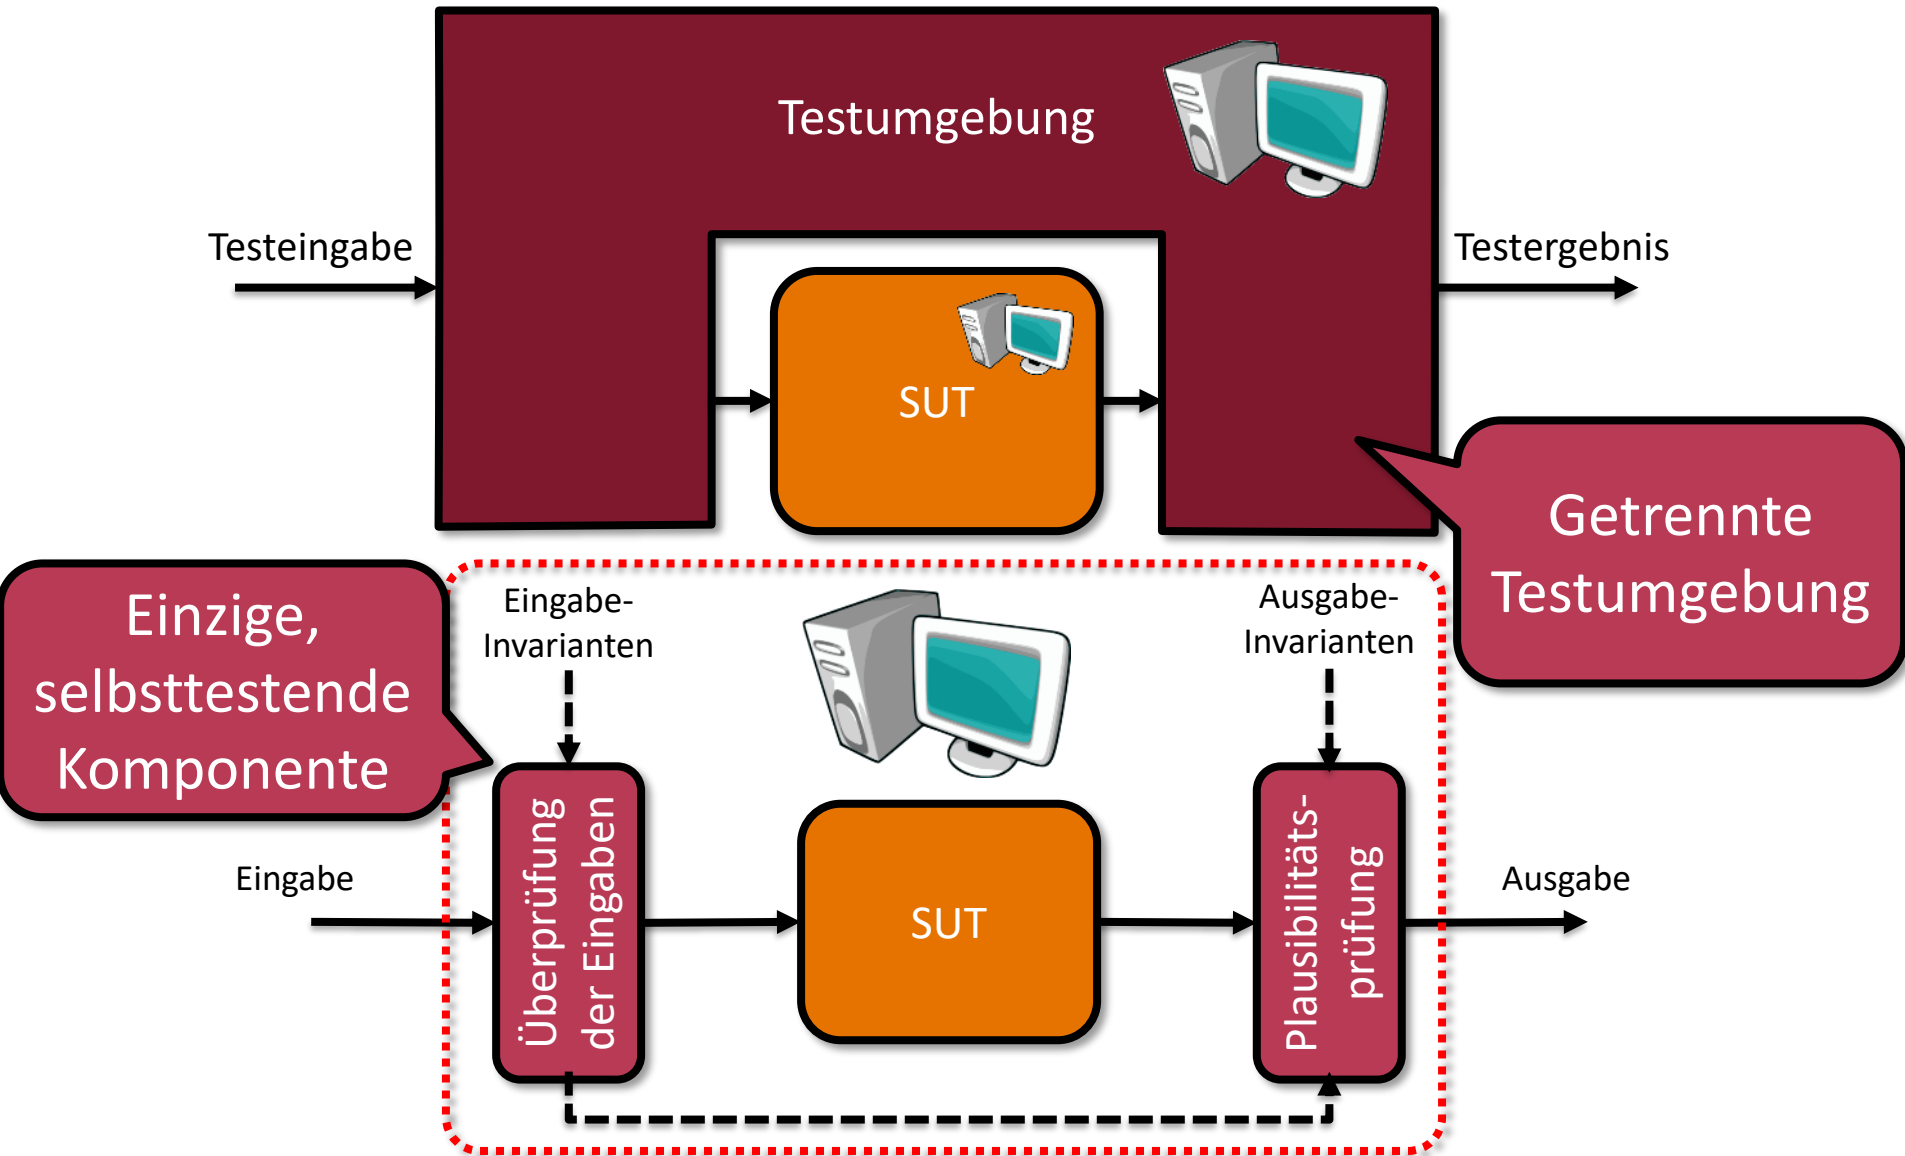 Testumgebung
Testeingabe
Testergebnis
SUT
Getrennte
Testumgebung
Einzige,
selbsttestende
Komponente
Eingabe-
Invarianten
Ausgabe-
Invarianten
Eingabe
Überprüfung
der Eingaben
SUT
Plausibilitäts-
prüfung
Ausgabe